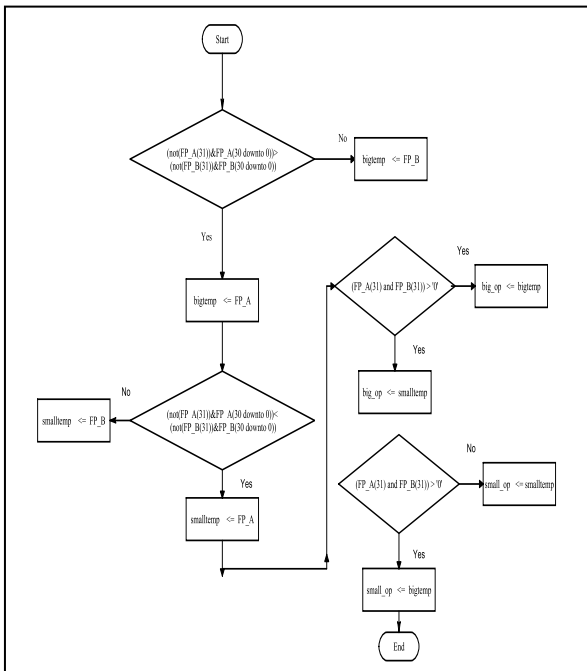 Start
(not(FP_A(31))&FP_A(30 downto 0))>
(not(FP_B(31))&FP_B(30 downto 0))
No
bigtemp <= FP_B
Yes
bigtemp <= FP_A
(not(FP_A(31))&FP_A(30 downto 0))<
(not(FP_B(31))&FP_B(30 downto 0))
No
smalltemp <= FP_B
Yes
smalltemp <= FP_A
(FP_A(31) and FP_B(31)) > '0'
Yes
big_op <= bigtemp
Yes
big_op <= smalltemp
(FP_A(31) and FP_B(31)) > '0'
No
small_op <= smalltemp
Yes
small_op <= bigtemp
End